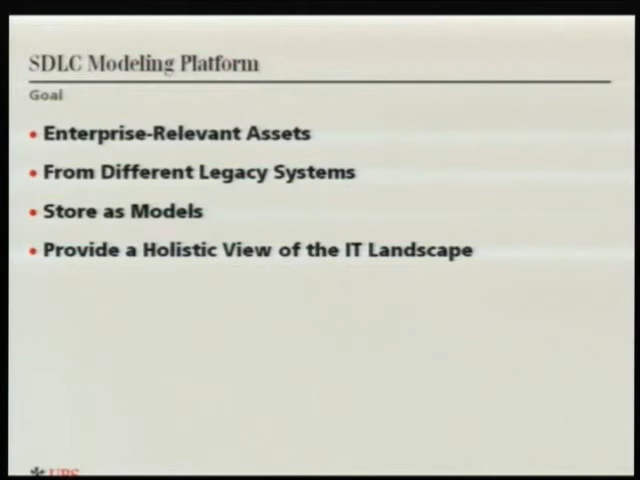 SDLC Modeling Platform
Goal
• Enterprise-Relevant Assets
• From Different Legacy Systems
• Store as Models
• Provide a Holistic View of the IT Landscape
UBS